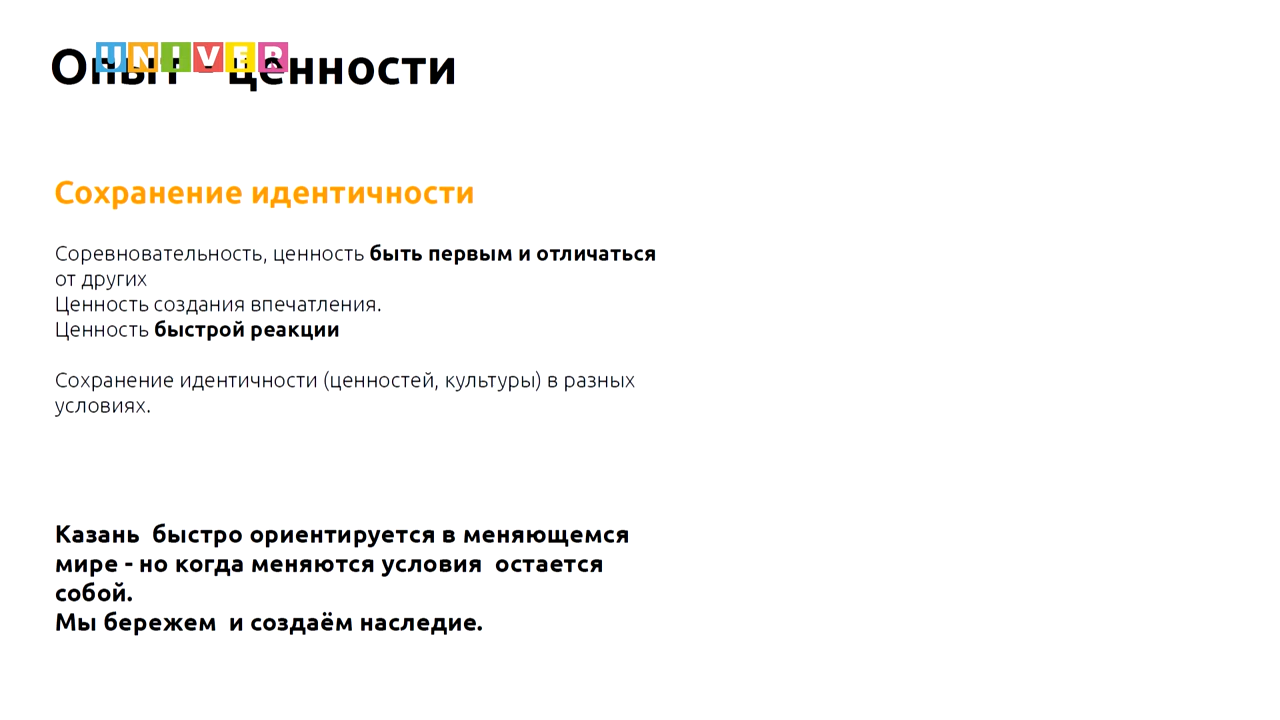 UNIVER
Опыт - ценности
Сохранение идентичности
Соревновательность, ценность быть первым и отличаться
от других
Ценность создания впечатления.
Ценность быстрой реакции
Сохранение идентичности (ценностей, культуры) в разных
условиях.
Казань быстро ориентируется в меняющемся
мире - но когда меняются условия остается
собой.
Мы бережем и создаём наследие.